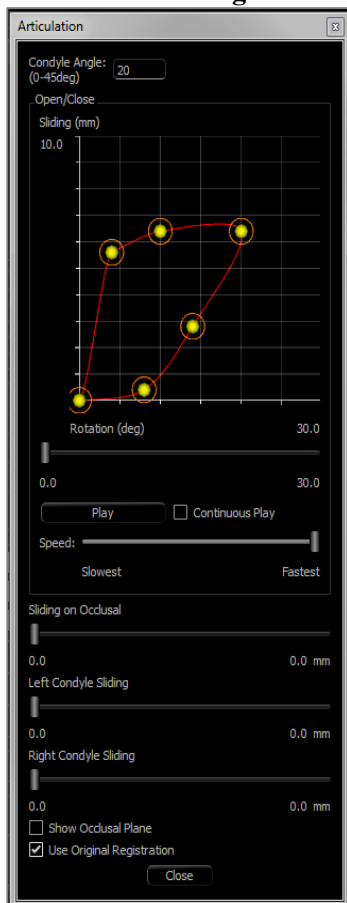 Articulation
Condyle Angle:
(0-45deg)
20
Open/Close
Sliding (mm)
10.0
Rotation (deg) 30.0
0.0 30.0
Play Continuous Play
Speed:
Slowest Fastest
Sliding on Occlusal
0.0 0.0 mm
Left Condyle Sliding
0.0 0.0 mm
Right Condyle Sliding
0.0 0.0 mm
Show Occlusal Plane
Use Original Registration
Close